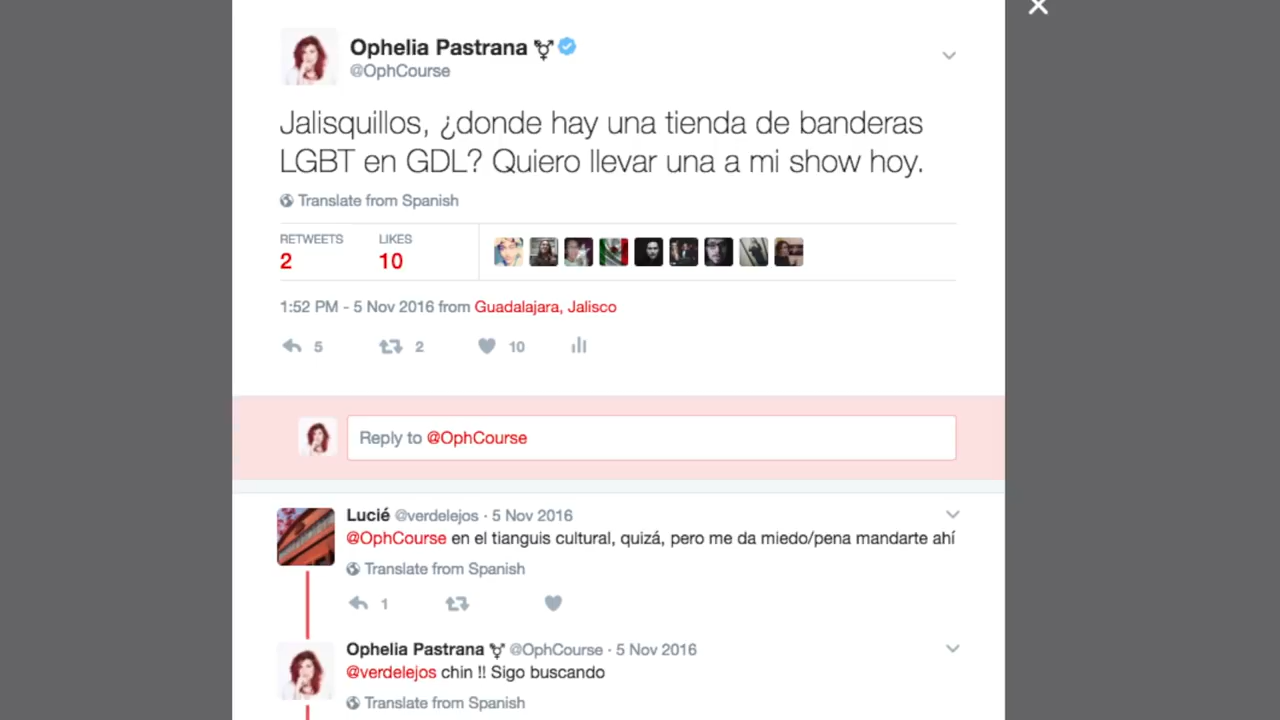 Ophelia Pastrana ⚧
@OphCourse
Jalisquillos, ¿donde hay una tienda de banderas
LGBT en GDL? Quiero llevar una a mi show hoy.
Translate from Spanish
RETWEETS LIKES
2 10
1:52 PM - 5 Nov 2016 from Guadalajara, Jalisco
5 2 10
Reply to @OphCourse
Lucié @verdelejos · 5 Nov 2016
@OphCourse en el tianguis cultural, quizá, pero me da miedo/pena mandarte ahí
Translate from Spanish
1
Ophelia Pastrana ⚧ @OphCourse · 5 Nov 2016
@verdelejos chin !! Sigo buscando
Translate from Spanish